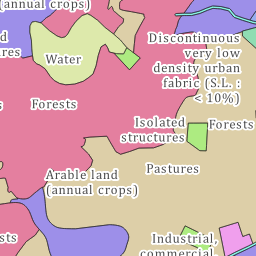 (annual crops)
Discontinuous
very low
density urban
fabric (S.L. :
< 10%)
Water
Forests
Forests
Isolated
structures
Pastures
Arable land
(annual crops)
Industrial,
commercial